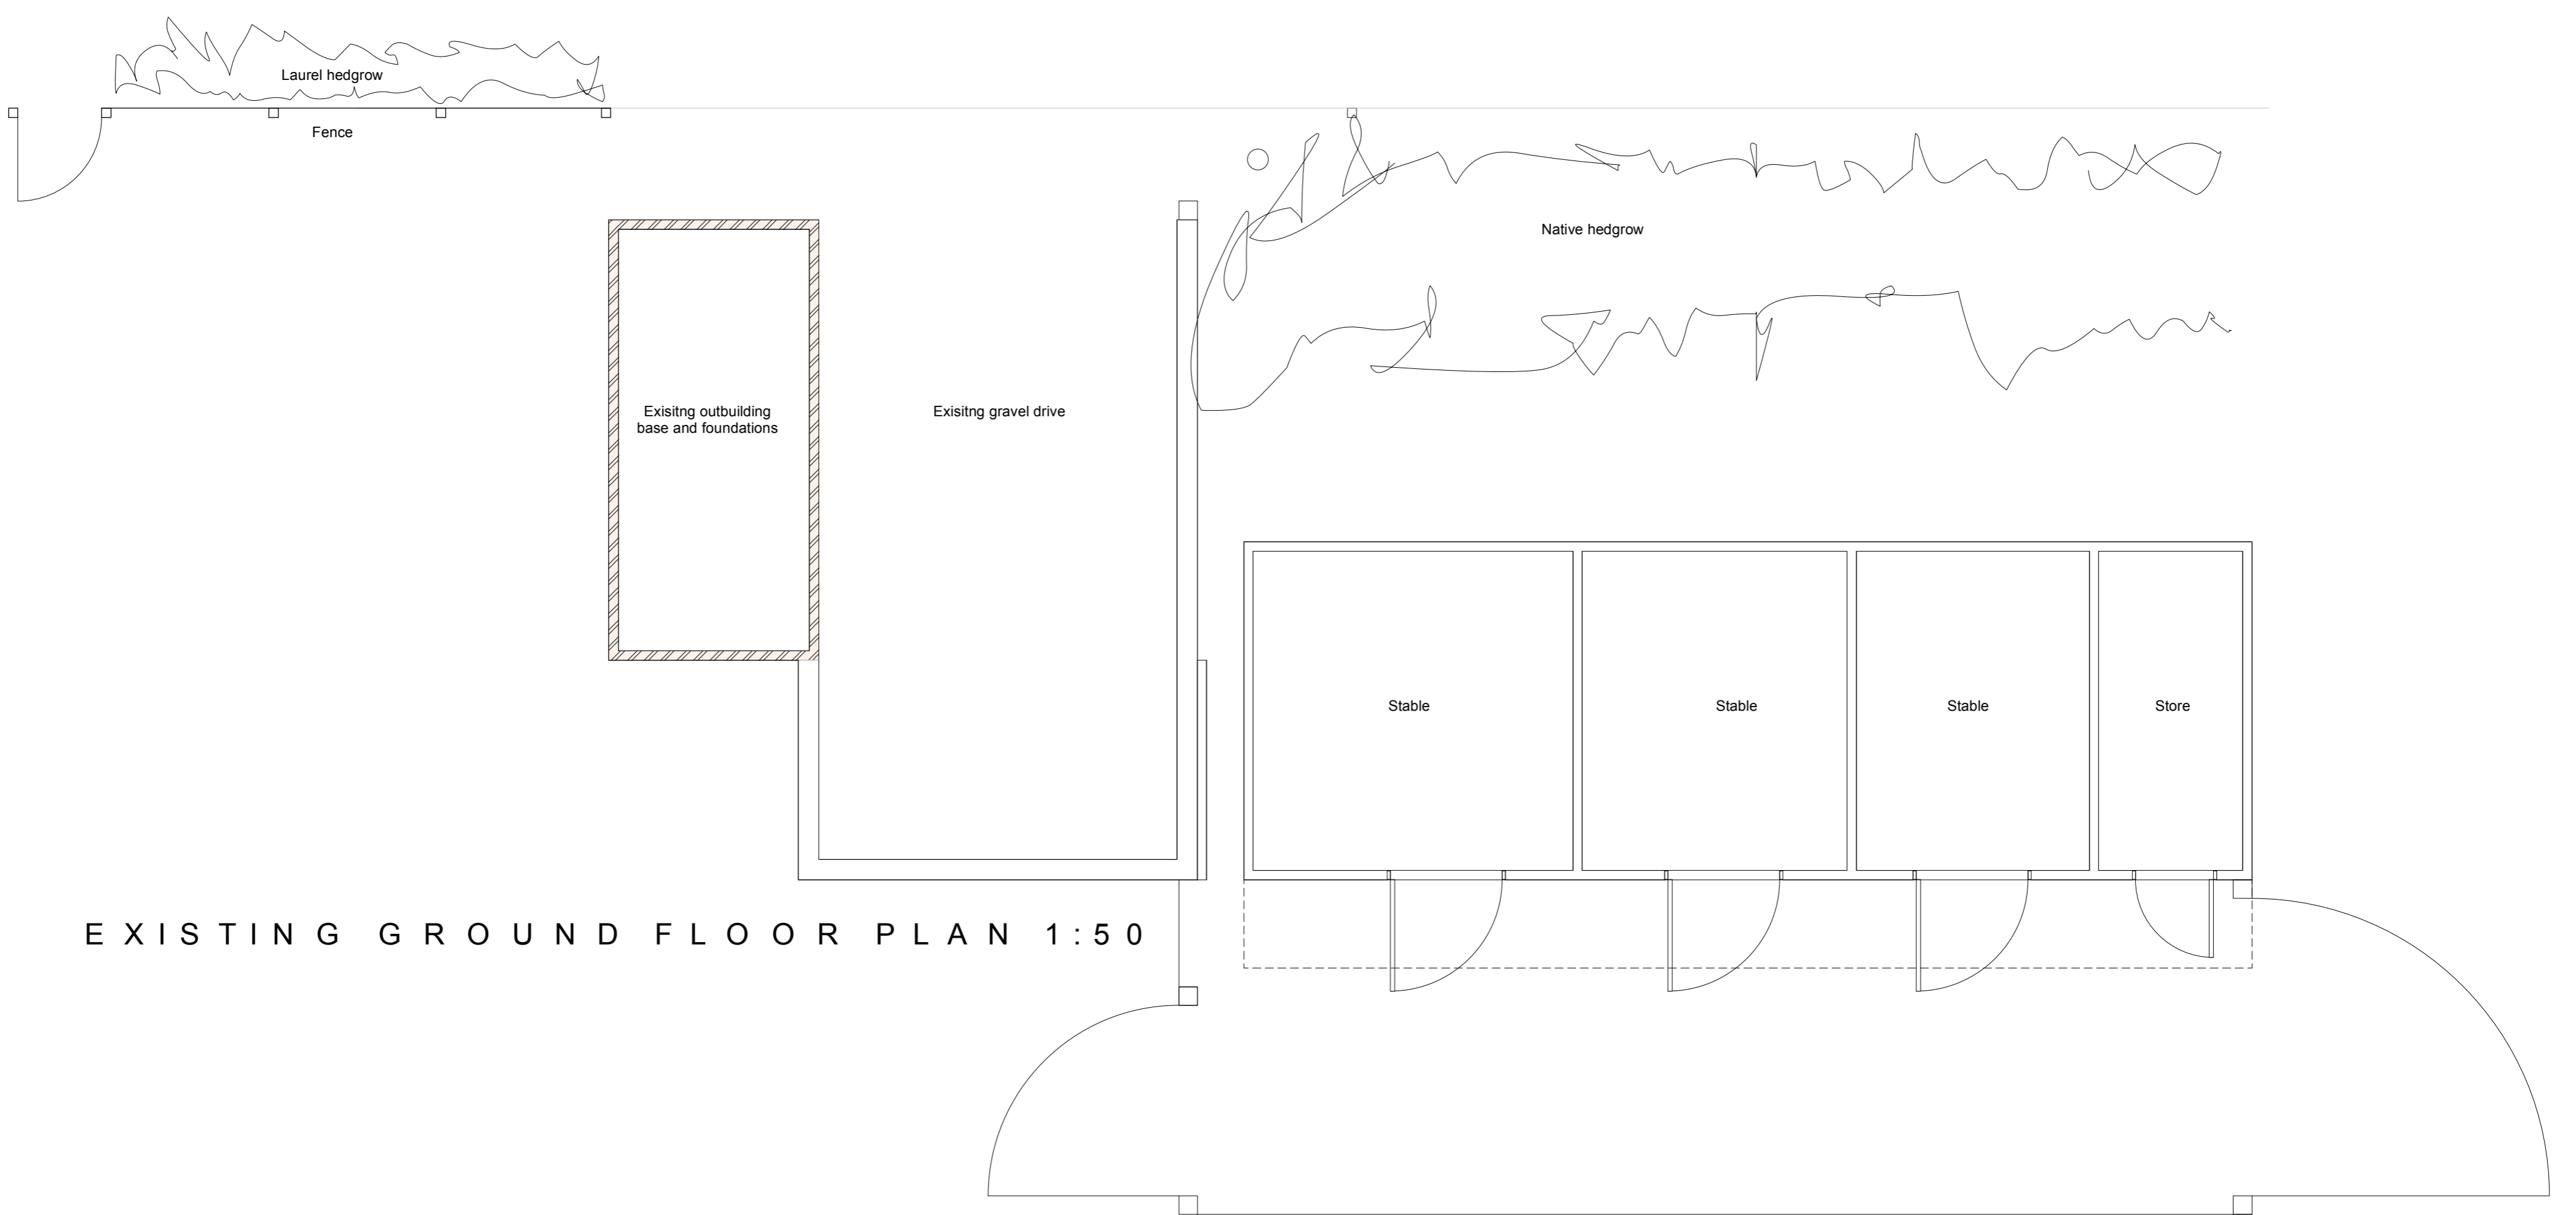 Laurel hedgrow
Fence
Native hedgrow
Exisitng outbuilding
base and foundations
Exisitng gravel drive
Stable
Stable
Stable
Store
EXISTING GROUND FLOOR PLAN 1:50